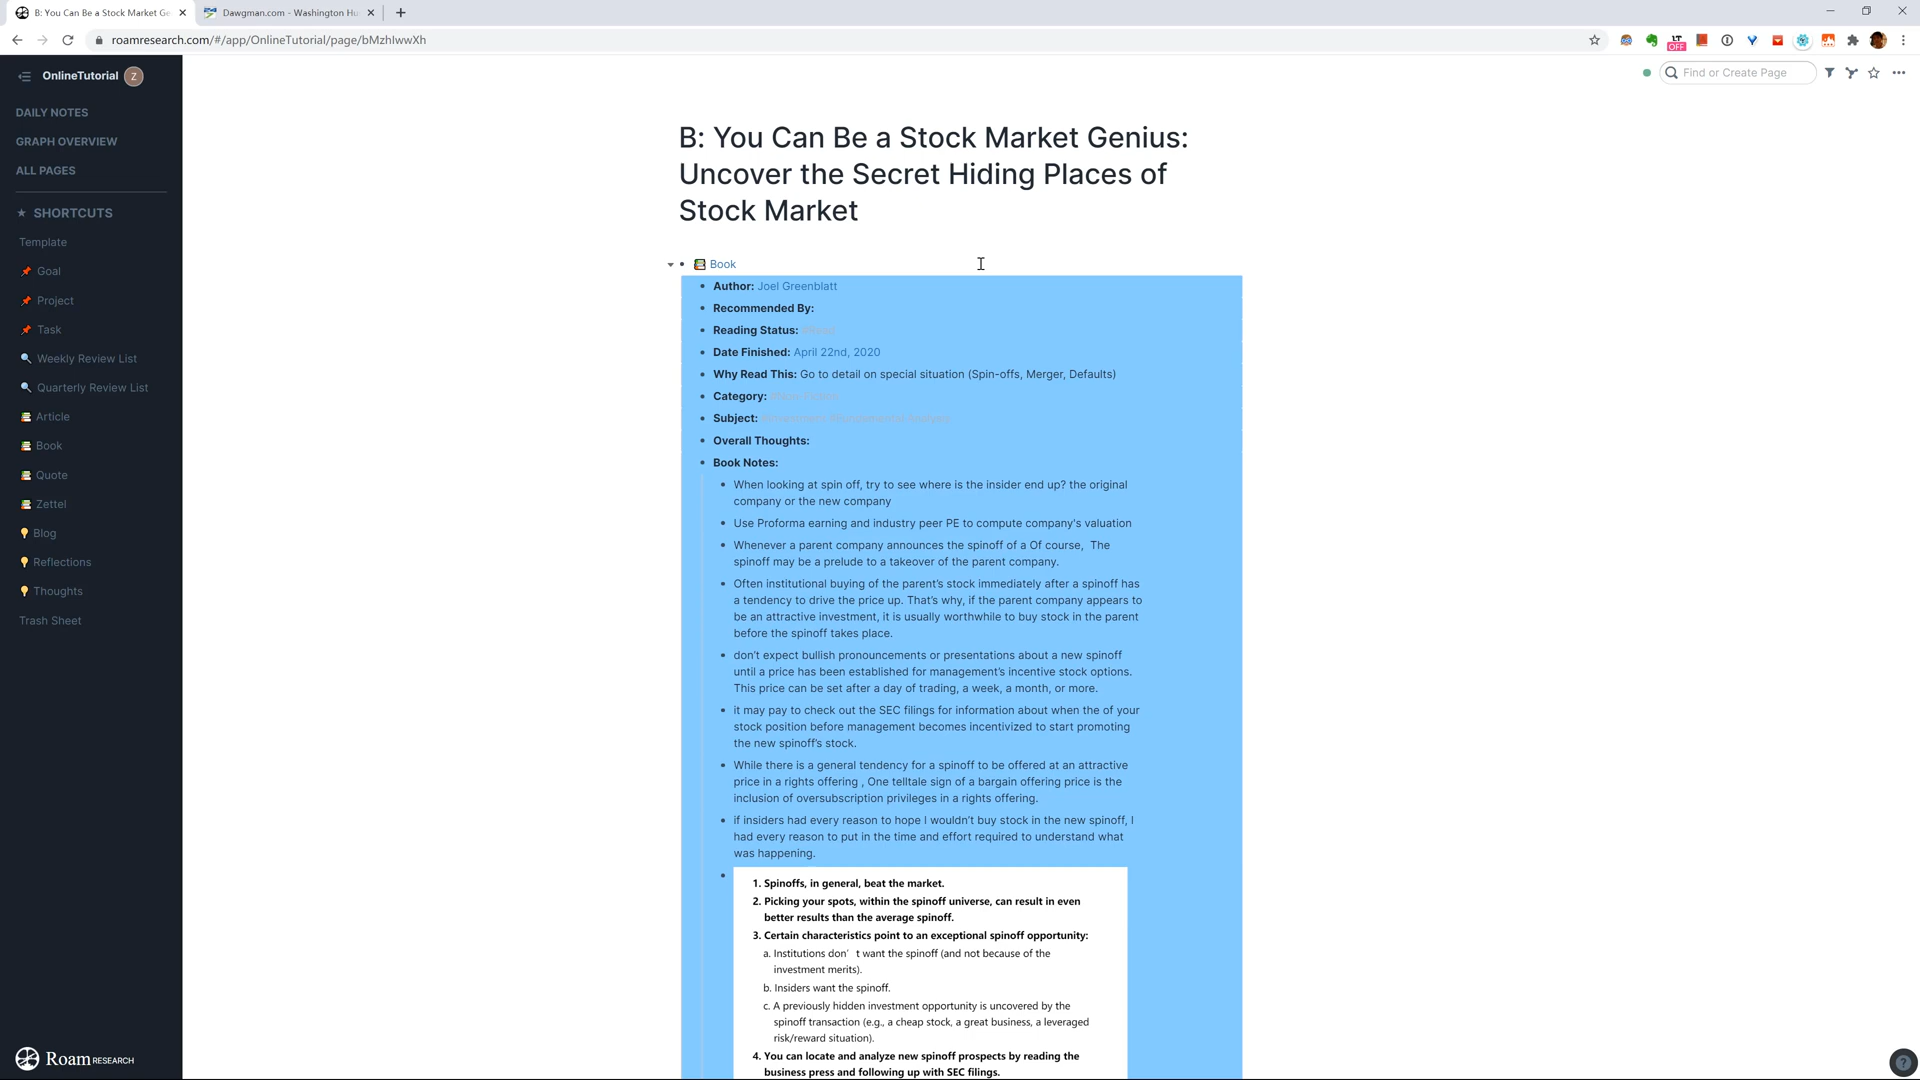 B: You Can Be a Stock Market Ge
Dawgman.com - Washington Hu
roamresearch.com/#/app/OnlineTutorial/page/bMzhIwwXh
LT
OFF
OnlineTutorial
Z
Find or Create Page
DAILY NOTES
GRAPH OVERVIEW
ALL PAGES
SHORTCUTS
Template
Goal
Project
Task
Weekly Review List
Quarterly Review List
Article
Book
Quote
Zettel
Blog
Reflections
Thoughts
Trash Sheet
Roam RESEARCH
B: You Can Be a Stock Market Genius:
Uncover the Secret Hiding Places of
Stock Market
Book
Author: Joel Greenblatt
Recommended By:
Reading Status: #Read
Date Finished: April 22nd, 2020
Why Read This: Go to detail on special situation (Spin-offs, Merger, Defaults)
Category:
Subject: #Investment #Fundamental Analysis
Overall Thoughts:
Book Notes:
When looking at spin off, try to see where is the insider end up? the original
company or the new company
Use Proforma earning and industry peer PE to compute company's valuation
Whenever a parent company announces the spinoff of a Of course, The
spinoff may be a prelude to a takeover of the parent company.
Often institutional buying of the parent's stock immediately after a spinoff has
a tendency to drive the price up. That's why, if the parent company appears to
be an attractive investment, it is usually worthwhile to buy stock in the parent
before the spinoff takes place.
don't expect bullish pronouncements or presentations about a new spinoff
until a price has been established for management's incentive stock options.
This price can be set after a day of trading, a week, a month, or more.
it may pay to check out the SEC filings for information about when the of your
stock position before management becomes incentivized to start promoting
the new spinoff's stock.
While there is a general tendency for a spinoff to be offered at an attractive
price in a rights offering , One telltale sign of a bargain offering price is the
inclusion of oversubscription privileges in a rights offering.
if insiders had every reason to hope I wouldn't buy stock in the new spinoff, I
had every reason to put in the time and effort required to understand what
was happening.
1. Spinoffs, in general, beat the market.
2. Picking your spots, within the spinoff universe, can result in even
better results than the average spinoff.
3. Certain characteristics point to an exceptional spinoff opportunity:
a. Institutions don' t want the spinoff (and not because of the
investment merits).
b. Insiders want the spinoff.
c. A previously hidden investment opportunity is uncovered by the
spinoff transaction (e.g., a cheap stock, a great business, a leveraged
risk/reward situation).
4. You can locate and analyze new spinoff prospects by reading the
business press and following up with SEC filings.
?